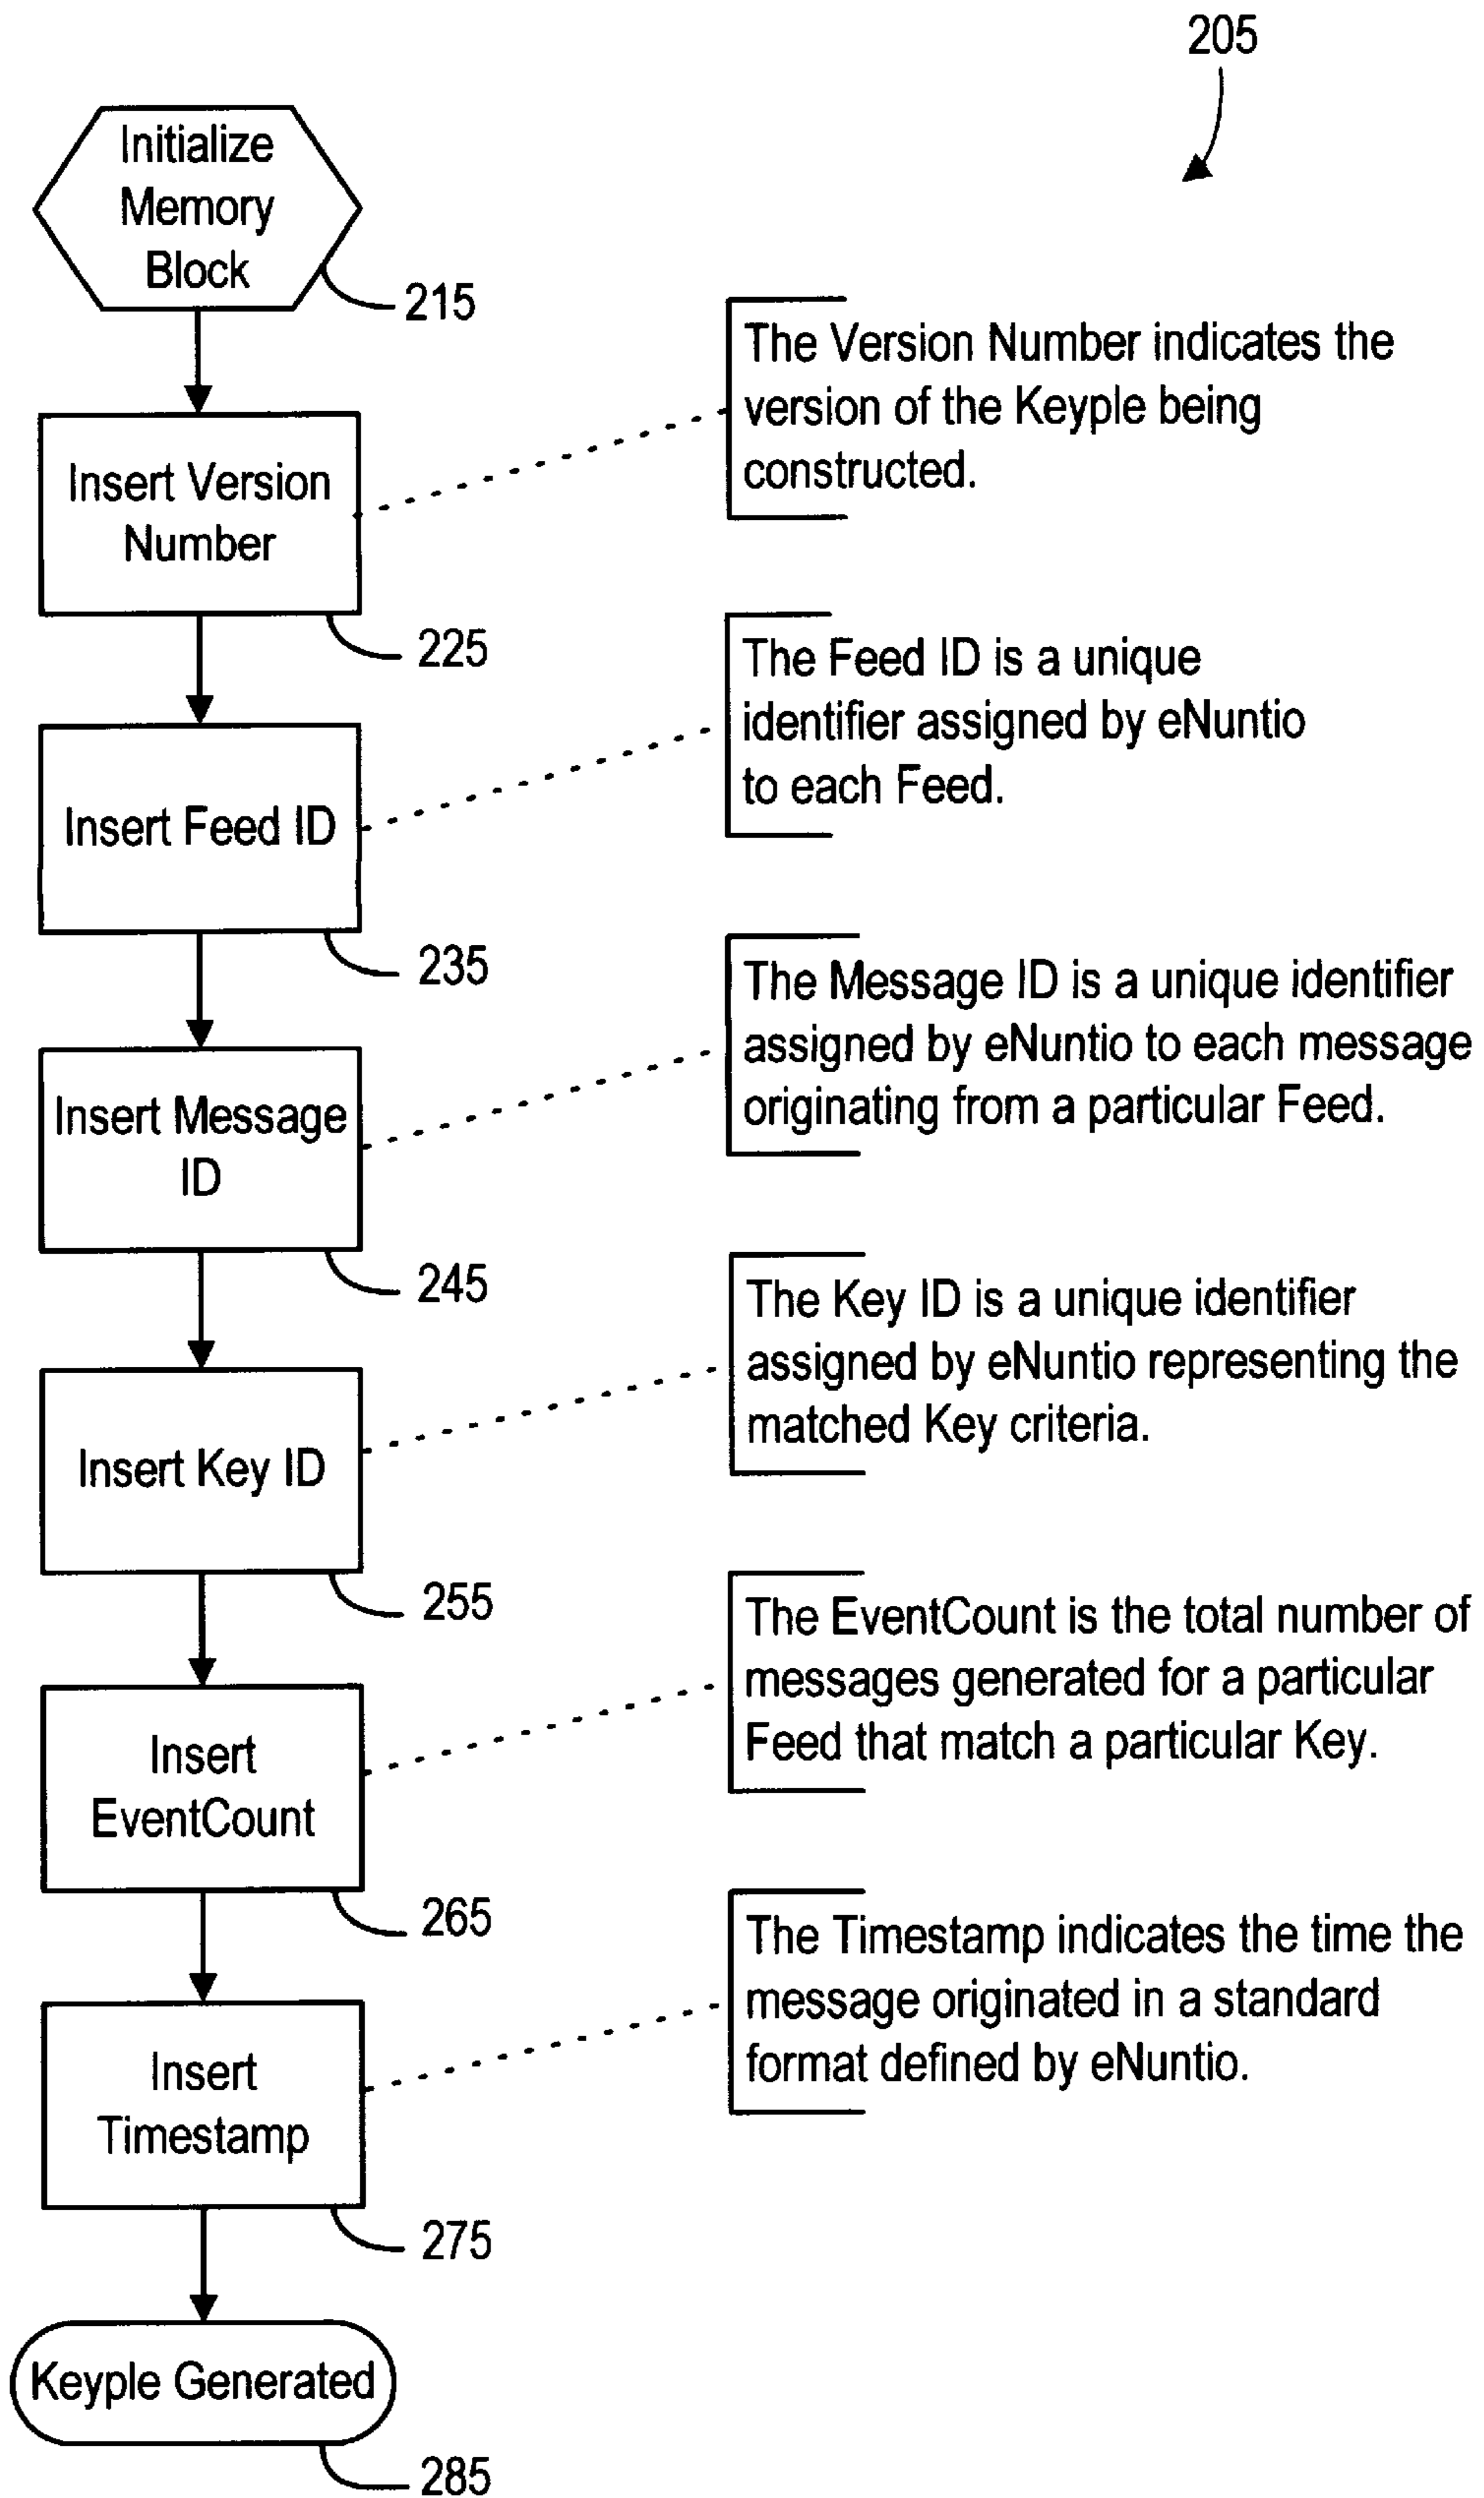 205
Initialize
Memory
Block
215
The Version Number indicates the
version of the Keyple being
constructed.
Insert Version
Number
225
The Feed ID is a unique
identifier assigned by eNuntio
to each Feed.
Insert Feed ID
235
The Message ID is a unique identifier
assigned by eNuntio to each message
originating from a particular Feed.
Insert Message
ID
245
The Key ID is a unique identifier
assigned by eNuntio representing the
matched Key criteria.
Insert Key ID
255
The EventCount is the total number of
messages generated for a particular
Feed that match a particular Key.
Insert
EventCount
265
The Timestamp indicates the time the
message originated in a standard
format defined by eNuntio.
Insert
Timestamp
275
Keyple Generated
285